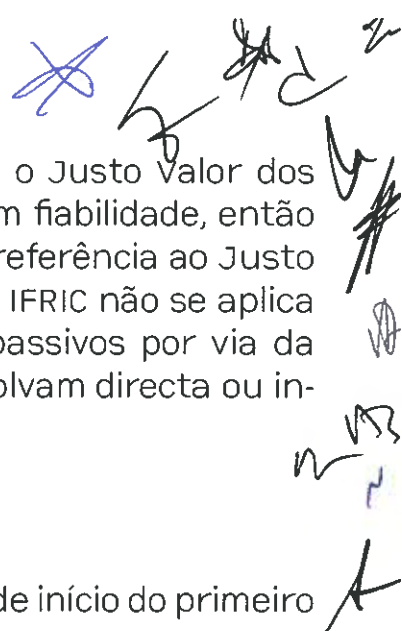 o Justo Valor dos
m fiabilidade, então
referência ao Justo
IFRIC não se aplica
passivos por via da
olvam directa ou in-
de início do primeiro